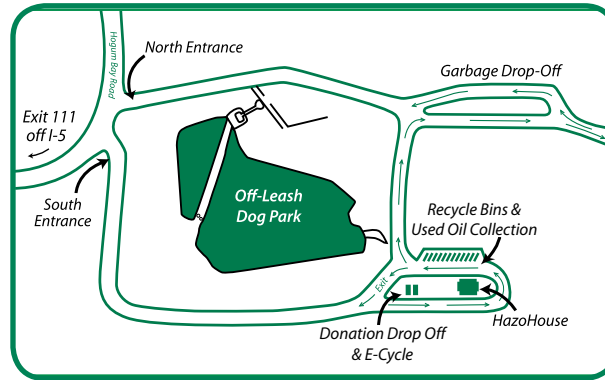 Hogum Bay Road
North Entrance
Garbage Drop-Off
Exit 111
off I-5
South
Entrance
Off-Leash
Dog Park
Recycle Bins &
Used Oil Collection
Exit
HazoHouse
Donation Drop Off
& E-Cycle